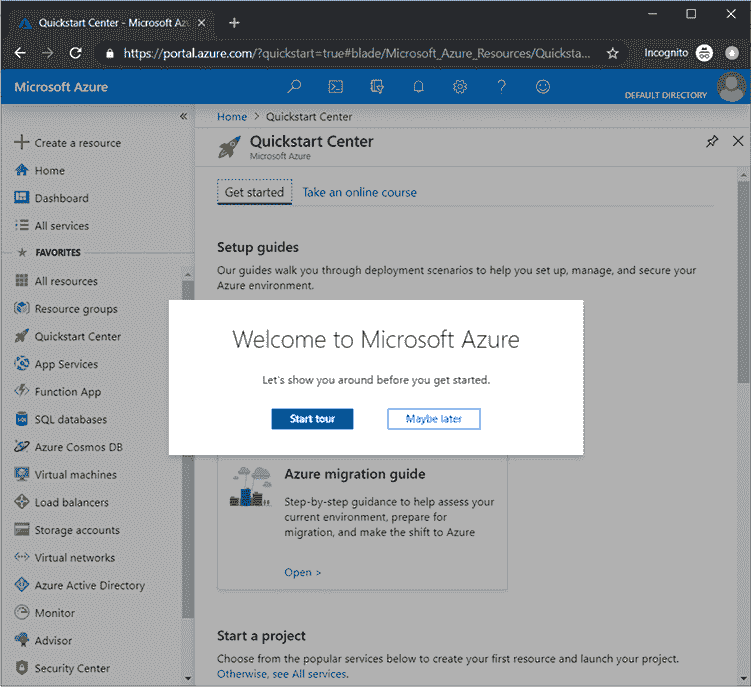 Quickstart Center - Microsoft Az
https://portal.azure.com/?quickstart=true#blade/Microsoft_Azure_Resources/Quicksta...
Incognito
Microsoft Azure
DEFAULT DIRECTORY
Create a resource
Home
Dashboard
All services
FAVORITES
All resources
Resource groups
Quickstart Center
App Services
Function App
SQL databases
Azure Cosmos DB
Virtual machines
Load balancers
Storage accounts
Virtual networks
Azure Active Directory
Monitor
Advisor
Security Center
Home > Quickstart Center
Quickstart Center
Microsoft Azure
Get started Take an online course
Setup guides
Our guides walk you through deployment scenarios to help you set up, manage, and secure your
Azure environment.
Welcome to Microsoft Azure
Let's show you around before you get started.
Start tour Maybe later
Azure migration guide
Step-by-step guidance to help assess your
current environment, prepare for
migration, and make the shift to Azure
Open >
Start a project
Choose from the popular services below to create your first resource and launch your project.
Otherwise, see All services.